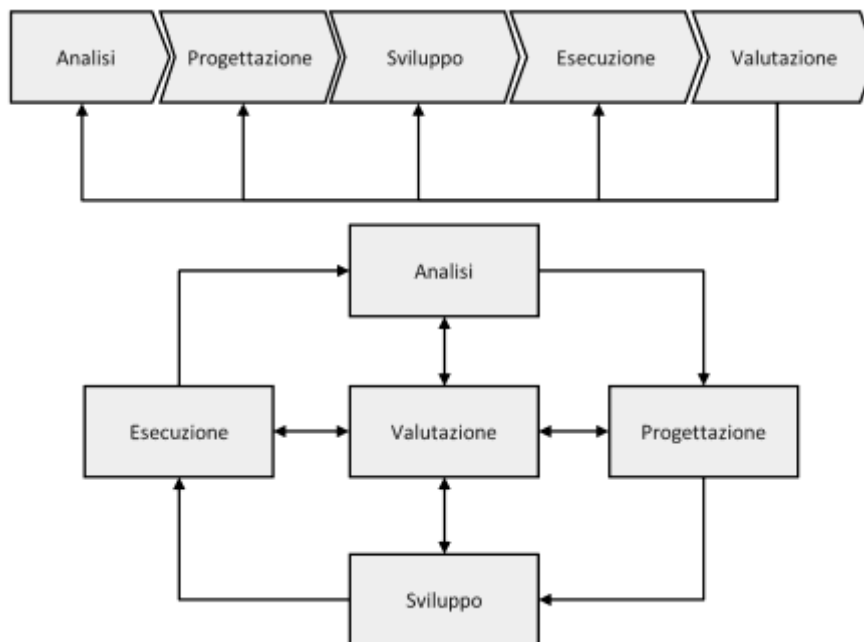 Analisi
Progettazione
Sviluppo
Esecuzione
Valutazione
Analisi
Esecuzione
Valutazione
Progettazione
Sviluppo